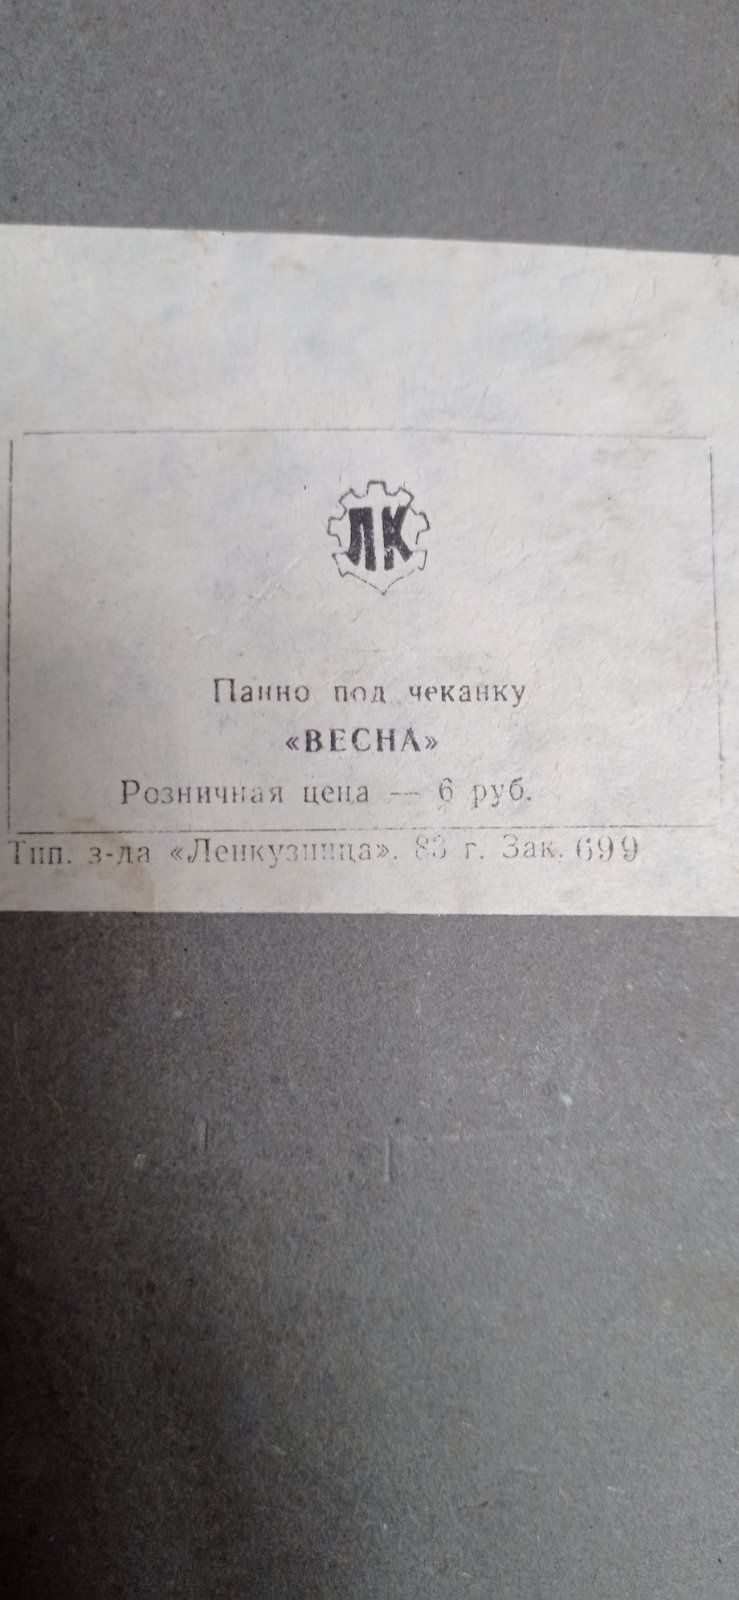 ЛК
Панно под чеканку
«ВЕСНА»
Розничная цена — 6 руб.
Тип. з-да «Ленкузница». 83 г. Зак. 699